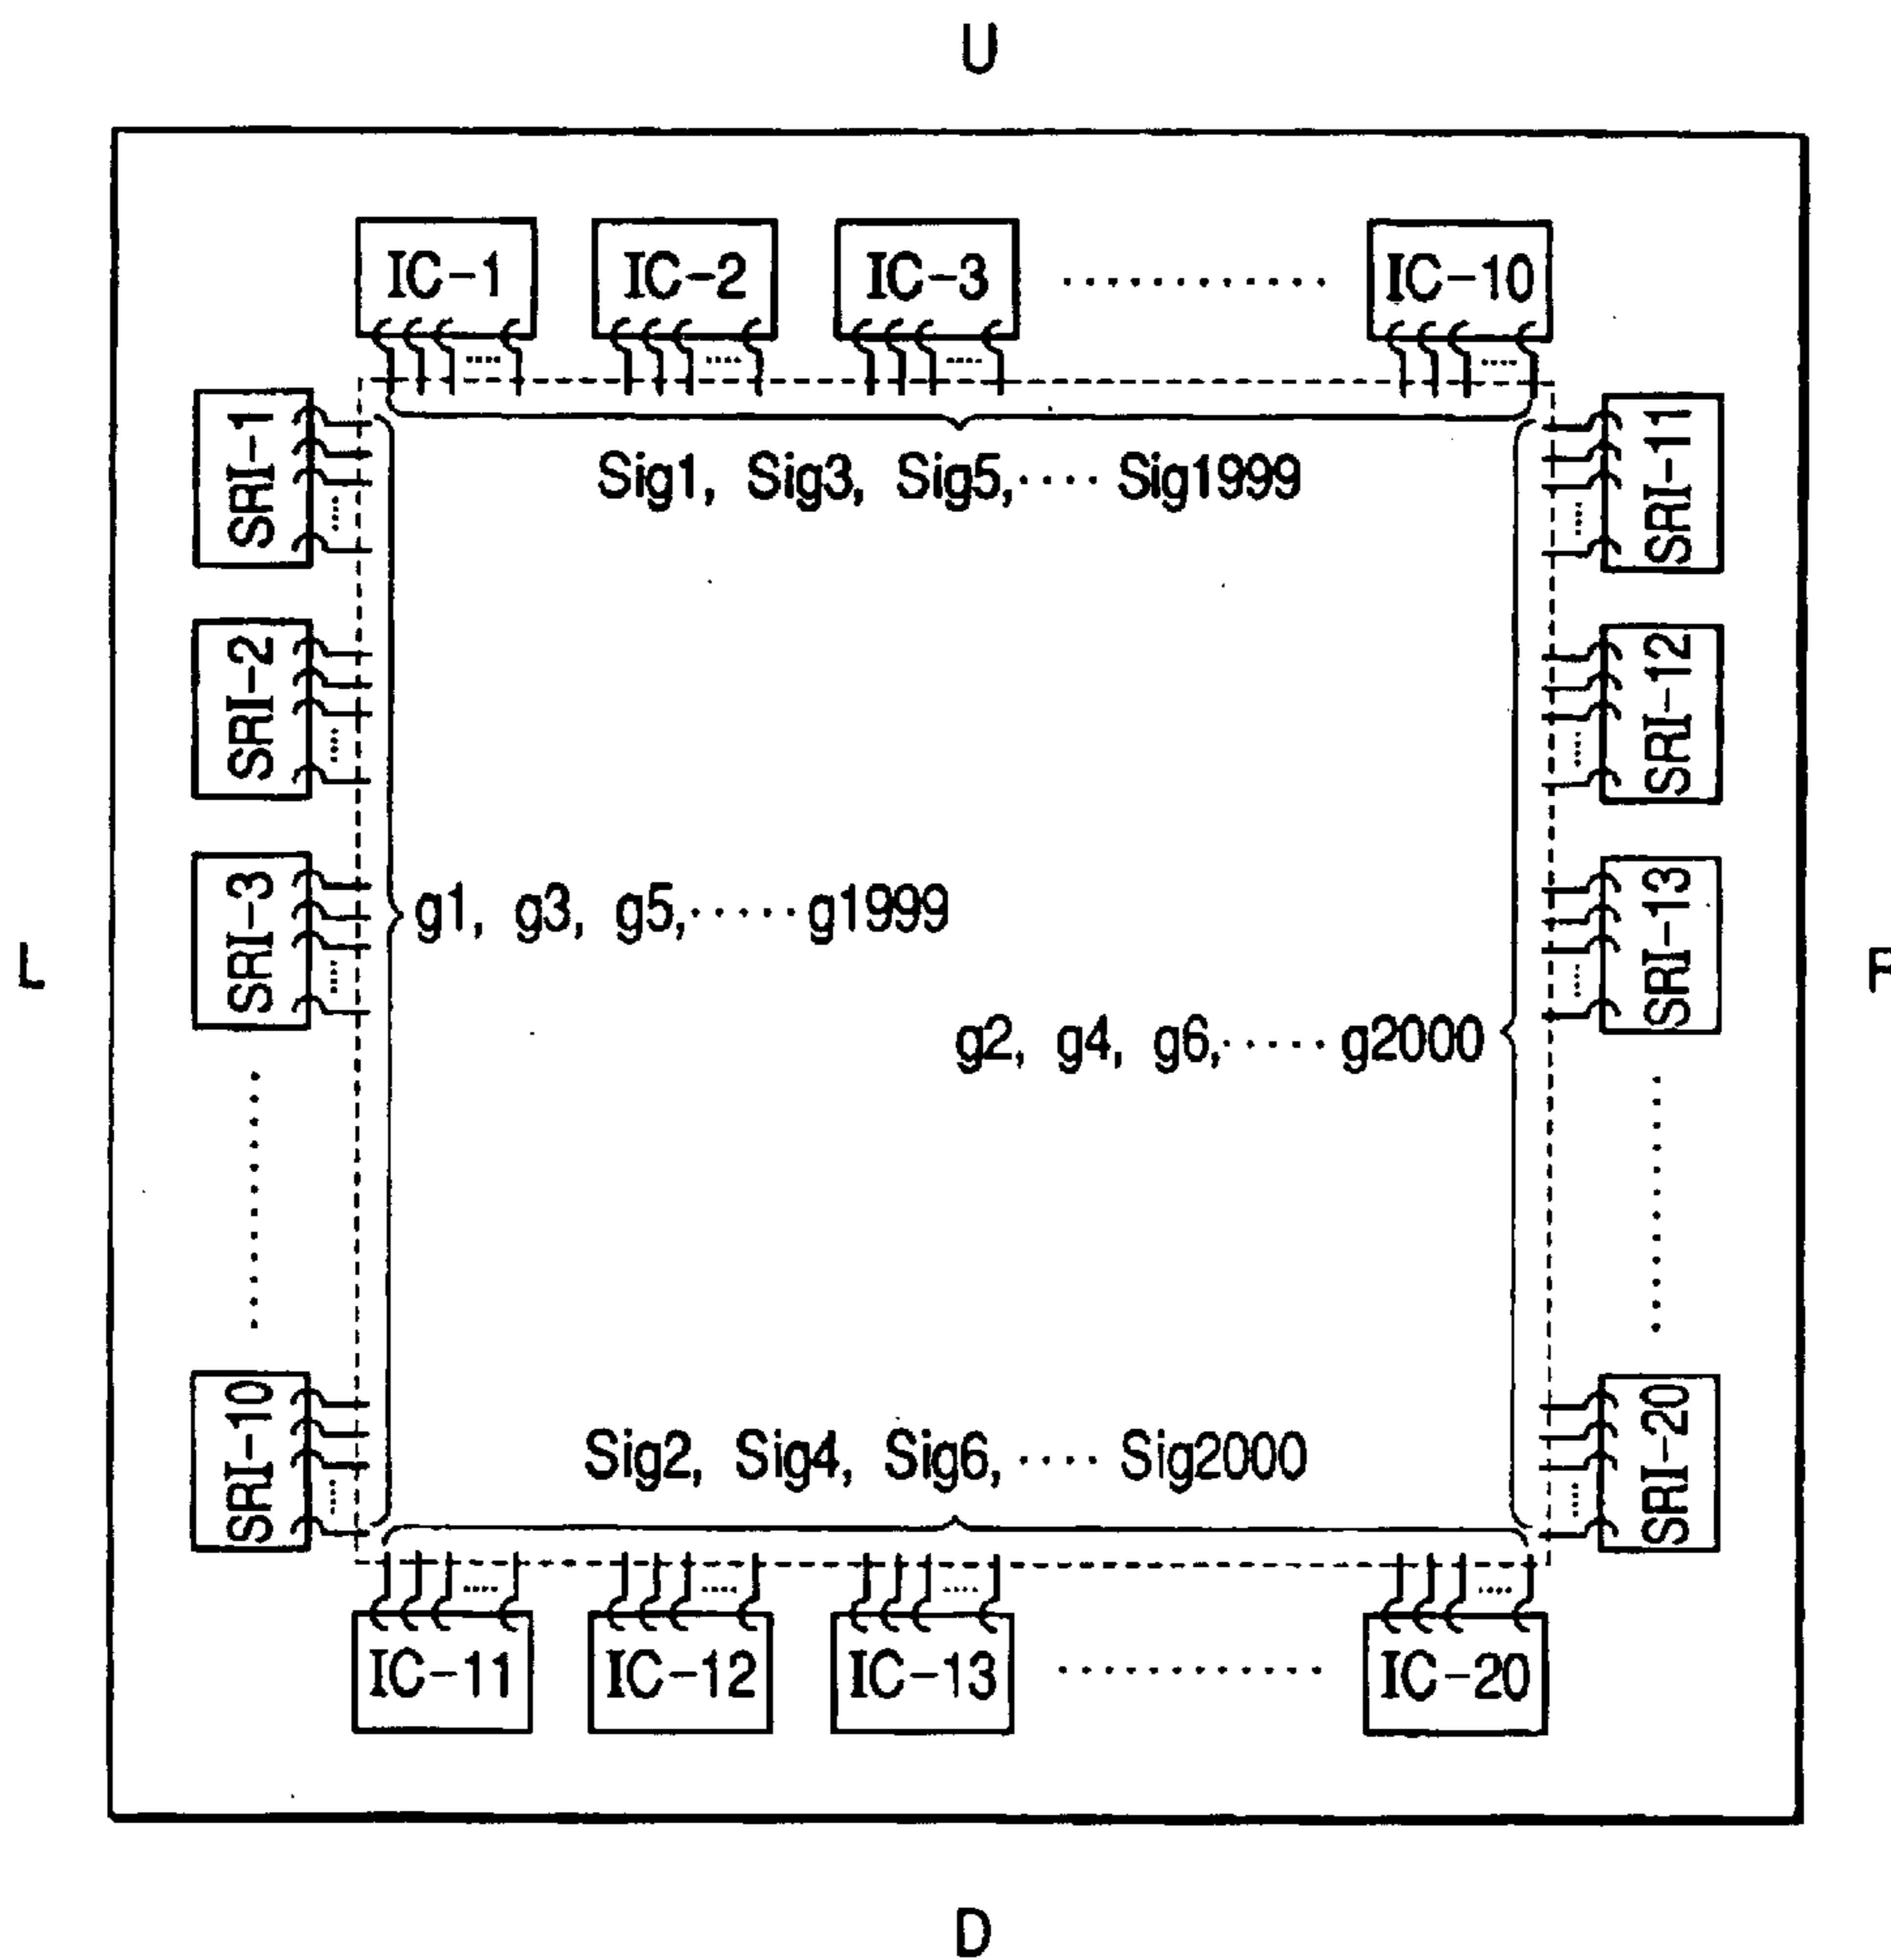 U
IC-1 IC-2 IC-3 ············ IC-10
Sig1, Sig3, Sig5,···· Sig1999
SRI-1
SRI-2
SRI-3
SRI-10
SRI-11
SRI-12
SRI-13
SRI-20
L
g1, g3, g5,····· g1999
g2, g4, g6,····· g2000
Sig2, Sig4, Sig6,···· Sig2000
IC-11 IC-12 IC-13 ············ IC-20
D